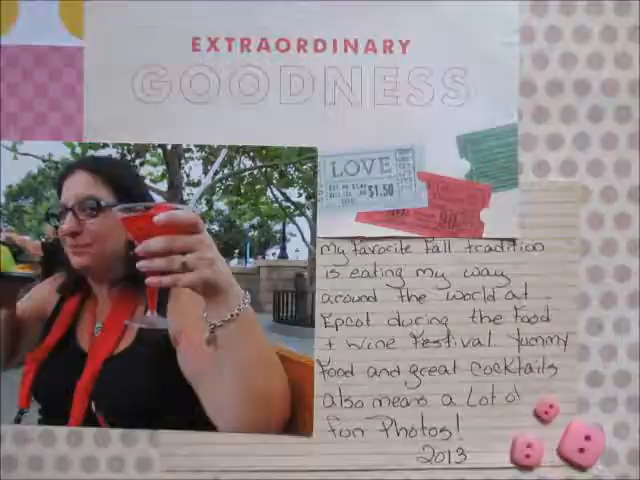 EXTRAORDINARY
GOODNESS
LOVE
$1.50
My Favorite Fall tradition
is eating my way
around the world at
Epcot during the Food
+ Wine Festival Yummy
Food and great cocktails
also means a Lot of
fun Photos!
2013